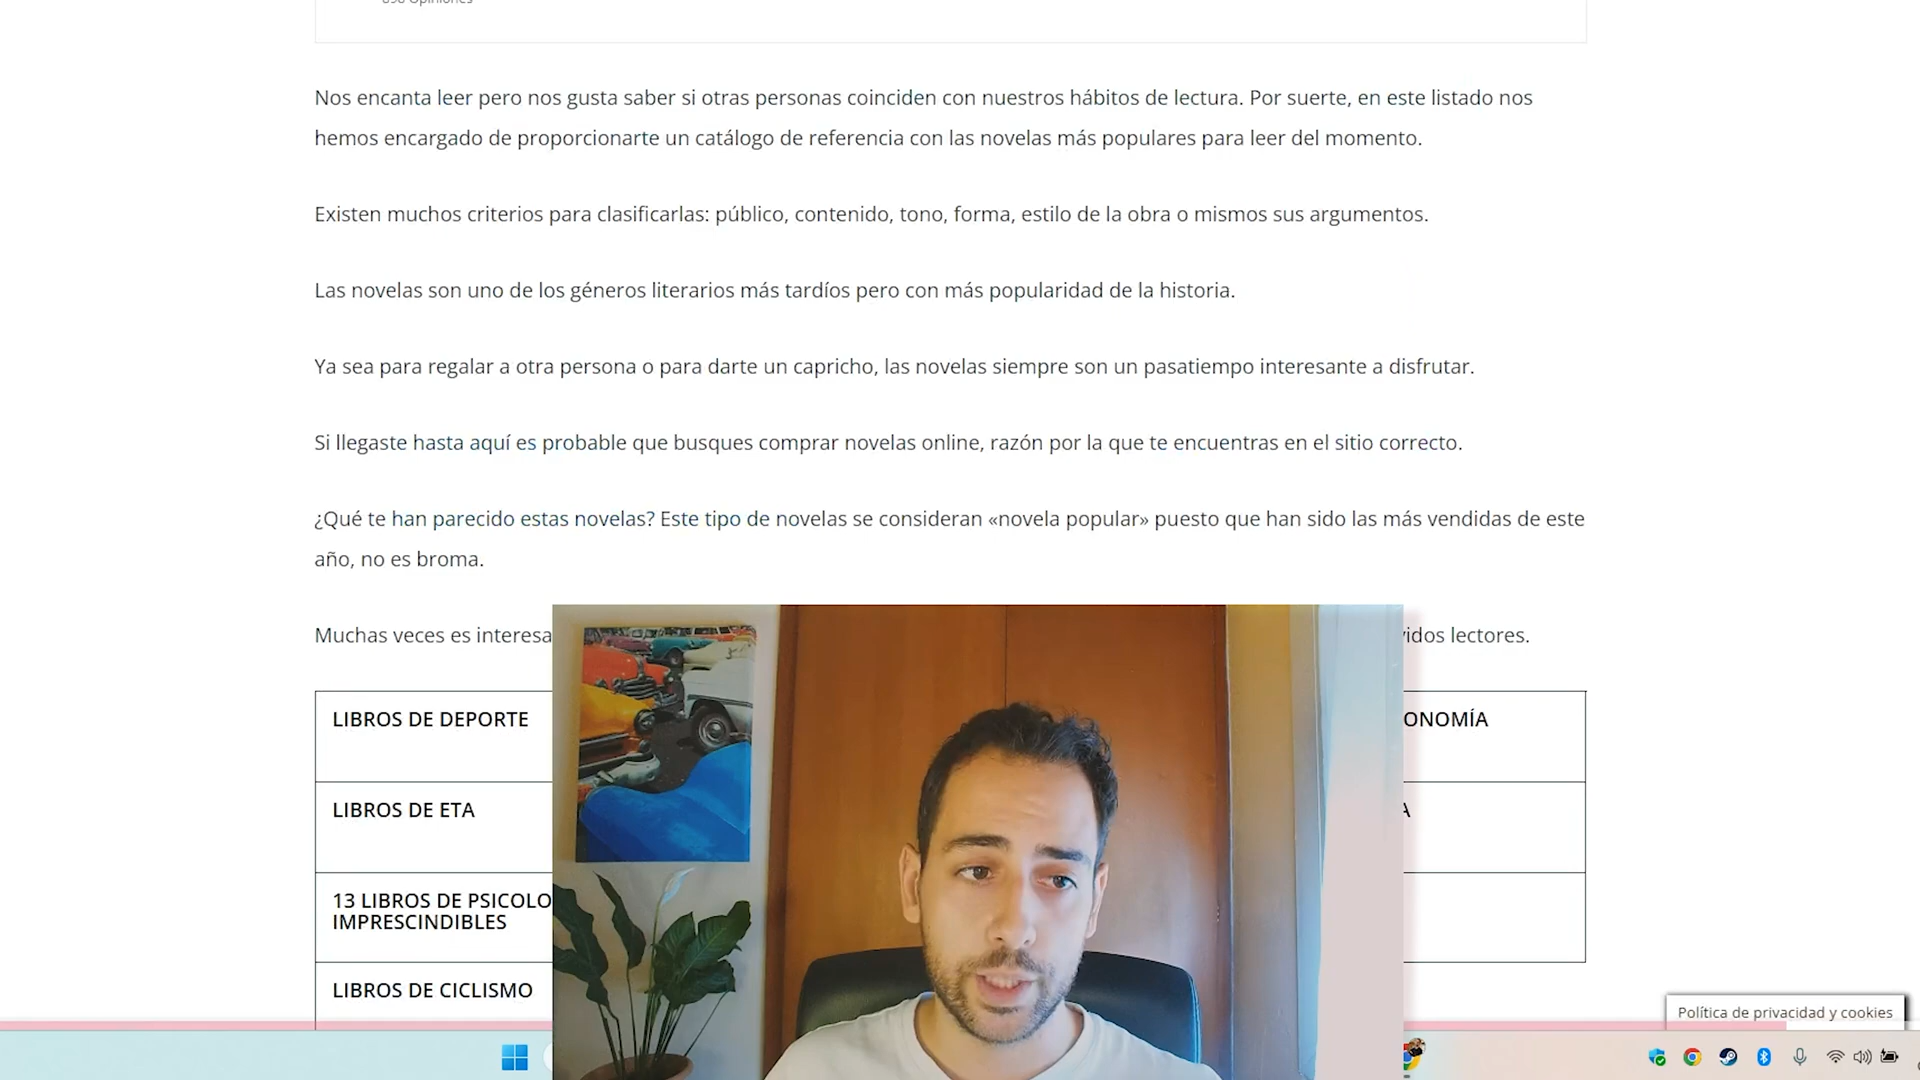 898 Opiniones
Nos encanta leer pero nos gusta saber si otras personas coinciden con nuestros hábitos de lectura. Por suerte, en este listado nos
hemos encargado de proporcionarte un catálogo de referencia con las novelas más populares para leer del momento.
Existen muchos criterios para clasificarlas: público, contenido, tono, forma, estilo de la obra o mismos sus argumentos.
Las novelas son uno de los géneros literarios más tardíos pero con más popularidad de la historia.
Ya sea para regalar a otra persona o para darte un capricho, las novelas siempre son un pasatiempo interesante a disfrutar.
Si llegaste hasta aquí es probable que busques comprar novelas online, razón por la que te encuentras en el sitio correcto.
¿Qué te han parecido estas novelas? Este tipo de novelas se consideran «novela popular» puesto que han sido las más vendidas de este
año, no es broma.
Muchas veces es interesa vidos lectores.
LIBROS DE DEPORTE ONOMÍA
LIBROS DE ETA A
13 LIBROS DE PSICOLO
IMPRESCINDIBLES
LIBROS DE CICLISMO
Política de privacidad y cookies